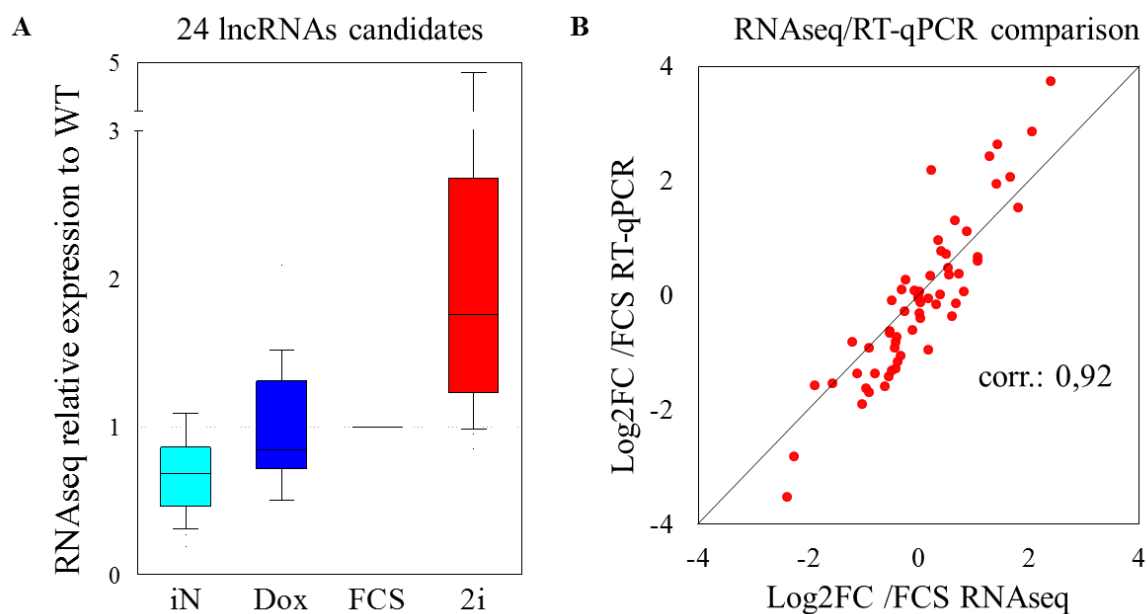 A
24 lncRNAs candidates
RNAseq relative expression to WT
5
3
2
1
0
iN Dox FCS 2i
B
RNAseq/RT-qPCR comparison
Log2FC /FCS RT-qPCR
4
2
0
-2
-4
corr.: 0,92
-4 -2 0 2 4
Log2FC /FCS RNAseq